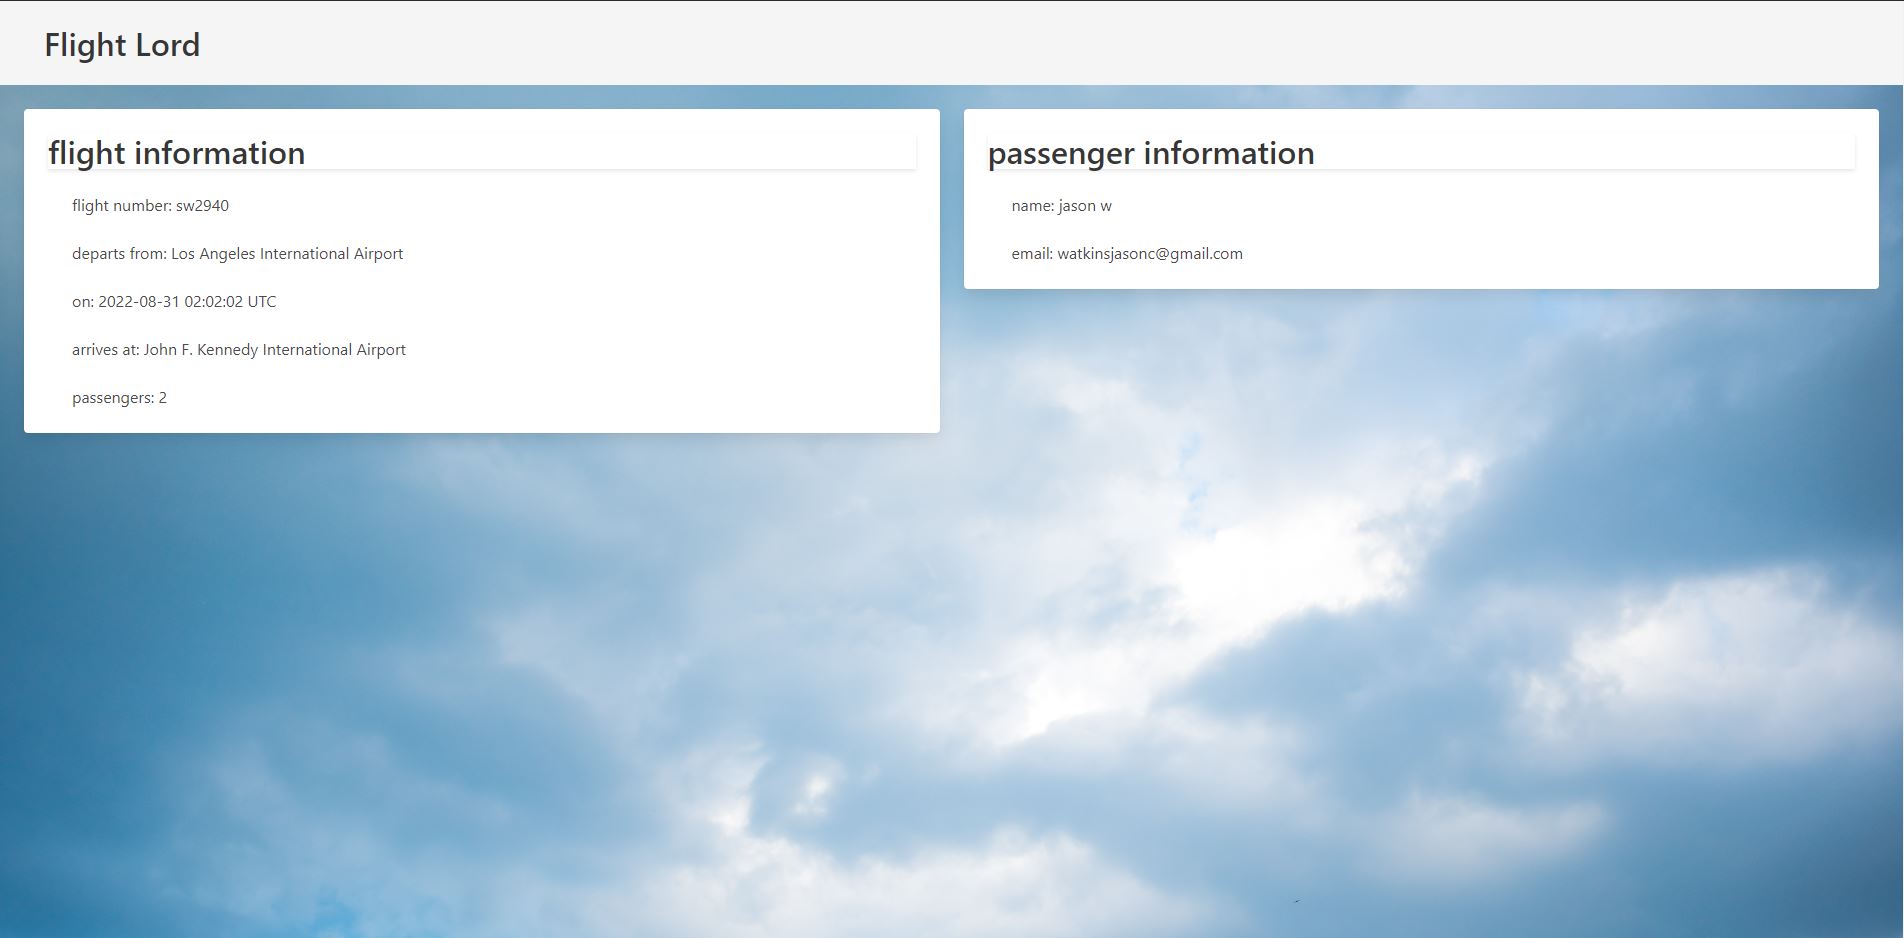 Flight Lord
flight information
flight number: sw2940
departs from: Los Angeles International Airport
on: 2022-08-31 02:02:02 UTC
arrives at: John F. Kennedy International Airport
passengers: 2
passenger information
name: jason w
email: watkinsjasonc@gmail.com